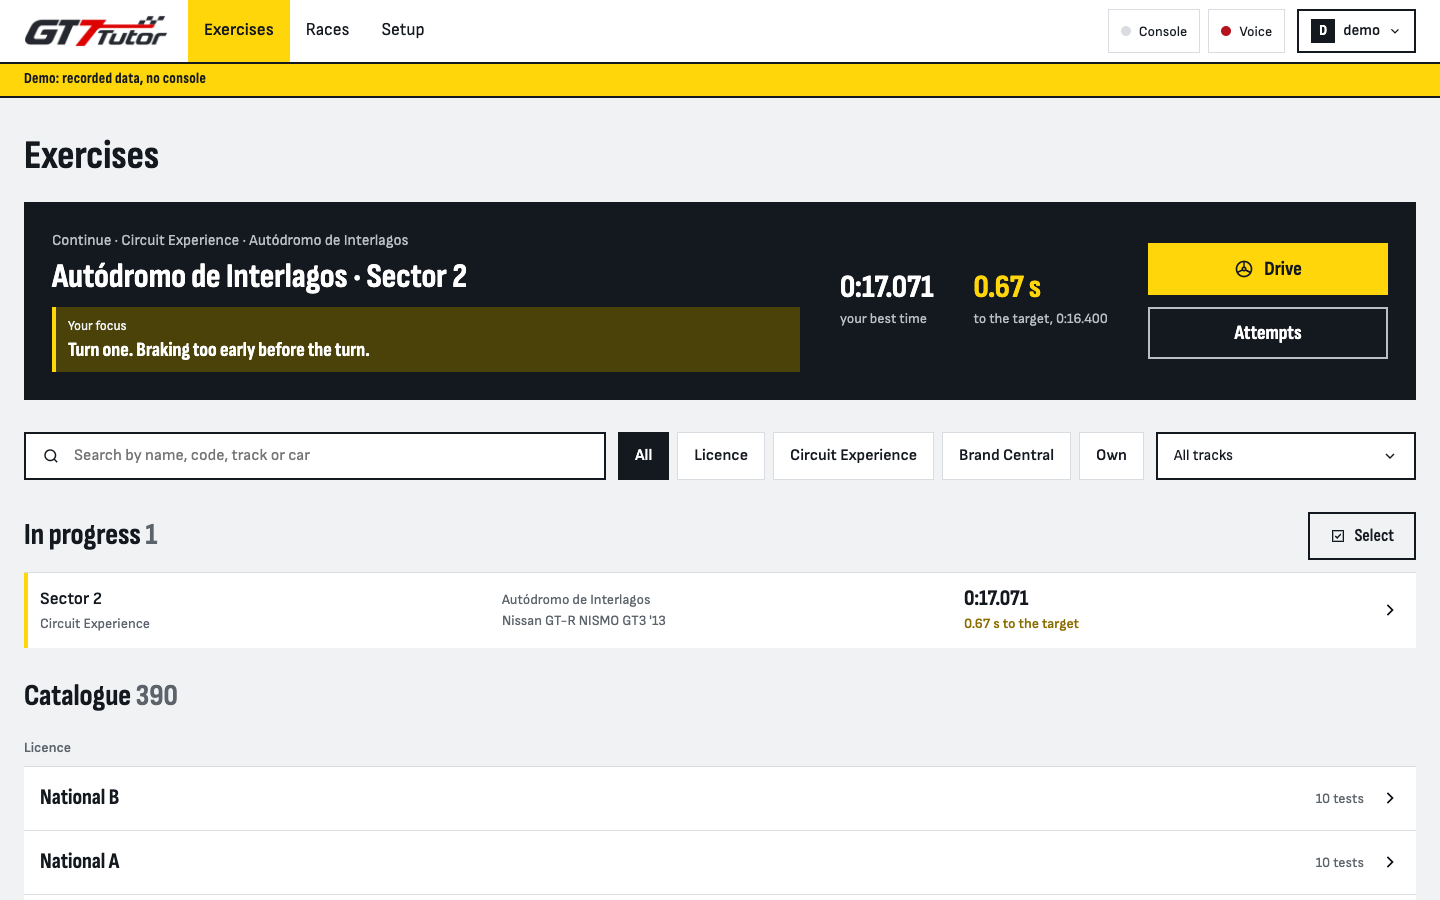 GT7Tutor
Exercises
Races
Setup
Console
Voice
D
demo
Demo: recorded data, no console
Exercises
Continue · Circuit Experience · Autódromo de Interlagos
Autódromo de Interlagos · Sector 2
Your focus
Turn one. Braking too early before the turn.
0:17.071
your best time
0.67 s
to the target, 0:16.400
Drive
Attempts
Search by name, code, track or car
All
Licence
Circuit Experience
Brand Central
Own
All tracks
In progress 1
Select
Sector 2
Circuit Experience
Autódromo de Interlagos
Nissan GT-R NISMO GT3 '13
0:17.071
0.67 s to the target
Catalogue 390
Licence
National B
10 tests
National A
10 tests